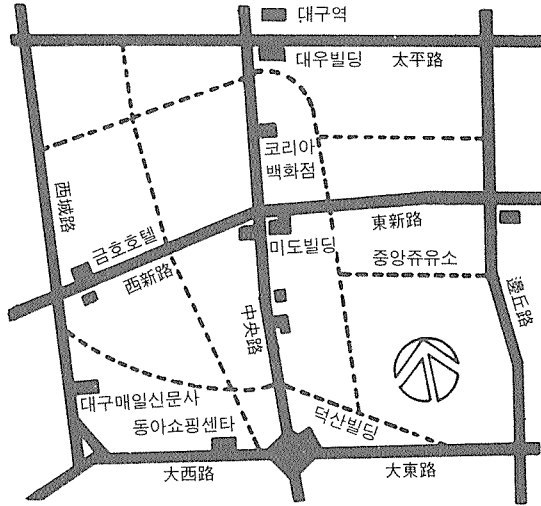 대구역
대우빌딩
太平路
코리아
백화점
西城路
東新路
금호호텔
미도빌딩
西新路
중앙쥬유소
邊丘路
中央路
대구매일신문사
동아쇼핑센타
덕산빌딩
大西路
大東路